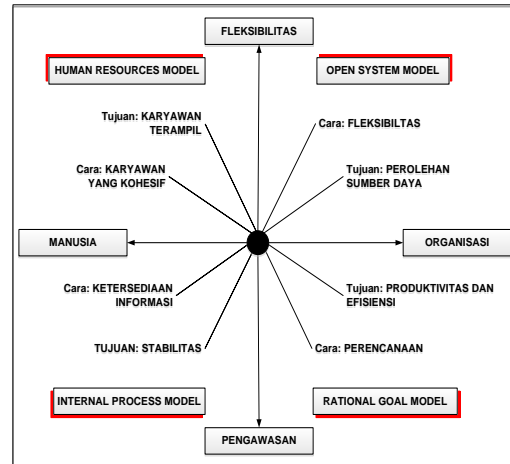 FLEKSIBILITAS
HUMAN RESOURCES MODEL
OPEN SYSTEM MODEL
Tujuan: KARYAWAN
TERAMPIL
Cara: FLEKSIBILTAS
Cara: KARYAWAN
YANG KOHESIF
Tujuan: PEROLEHAN
SUMBER DAYA
MANUSIA
ORGANISASI
Cara: KETERSEDIAAN
INFORMASI
Tujuan: PRODUKTIVITAS DAN
EFISIENSI
TUJUAN: STABILITAS
Cara: PERENCANAAN
INTERNAL PROCESS MODEL
RATIONAL GOAL MODEL
PENGAWASAN